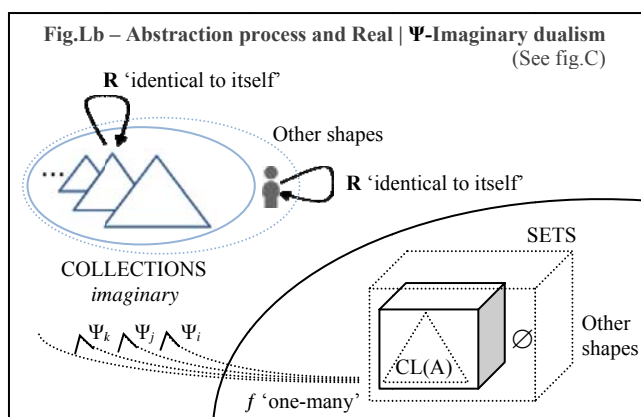 Fig.Lb – Abstraction process and Real | Ψ-Imaginary dualism
(See fig.C)
R ‘identical to itself’
Other shapes
...
R ‘identical to itself’
SETS
COLLECTIONS
imaginary
Ψk Ψj Ψi
∅
Other
shapes
CL(A)
f ‘one-many’